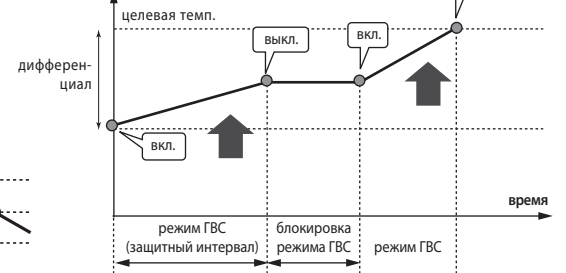 целевая темп.
выкл.
вкл.
дифферен-
циал
вкл.
время
режим ГВС
(защитный интервал)
блокировка
режима ГВС
режим ГВС